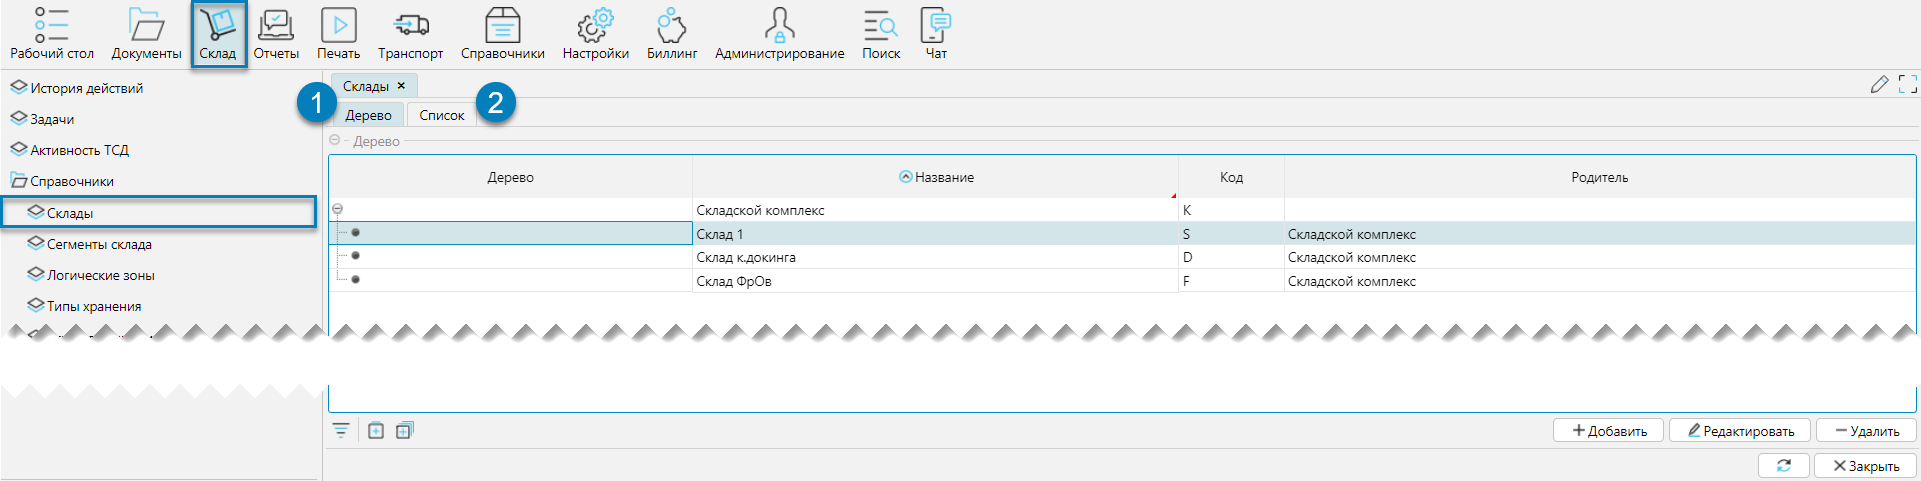 Рабочий стол Документы Склад Отчеты Печать Транспорт Справочники Настройки Биллинг Администрирование Поиск Чат
История действий
Задачи
Активность ТСД
Справочники
Склады
Сегменты склада
Логические зоны
Типы хранения
Склады ×
1 Дерево Список 2
Дерево
Дерево Название Код Родитель
Складской комплекс K
Склад 1 S Складской комплекс
Склад к.докинга D Складской комплекс
Склад ФрОв F Складской комплекс
Добавить Редактировать Удалить
Закрыть